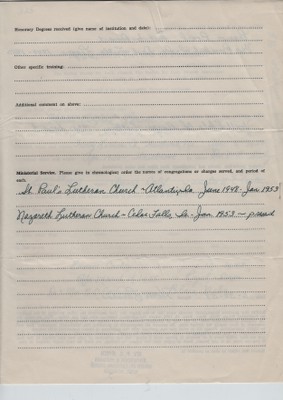 Honorary Degrees received (give name of institution and date):
Other specific training:
Additional comment on above:
Ministerial Service. Please give in chronological order the names of congregations or charges served, and period of
each.
St. Paul's Lutheran Church - Atlantic, Ia. June 1948 - Jan. 1953
Nazareth Lutheran Church - Cedar Falls, Ia. Jan. 1953 - present